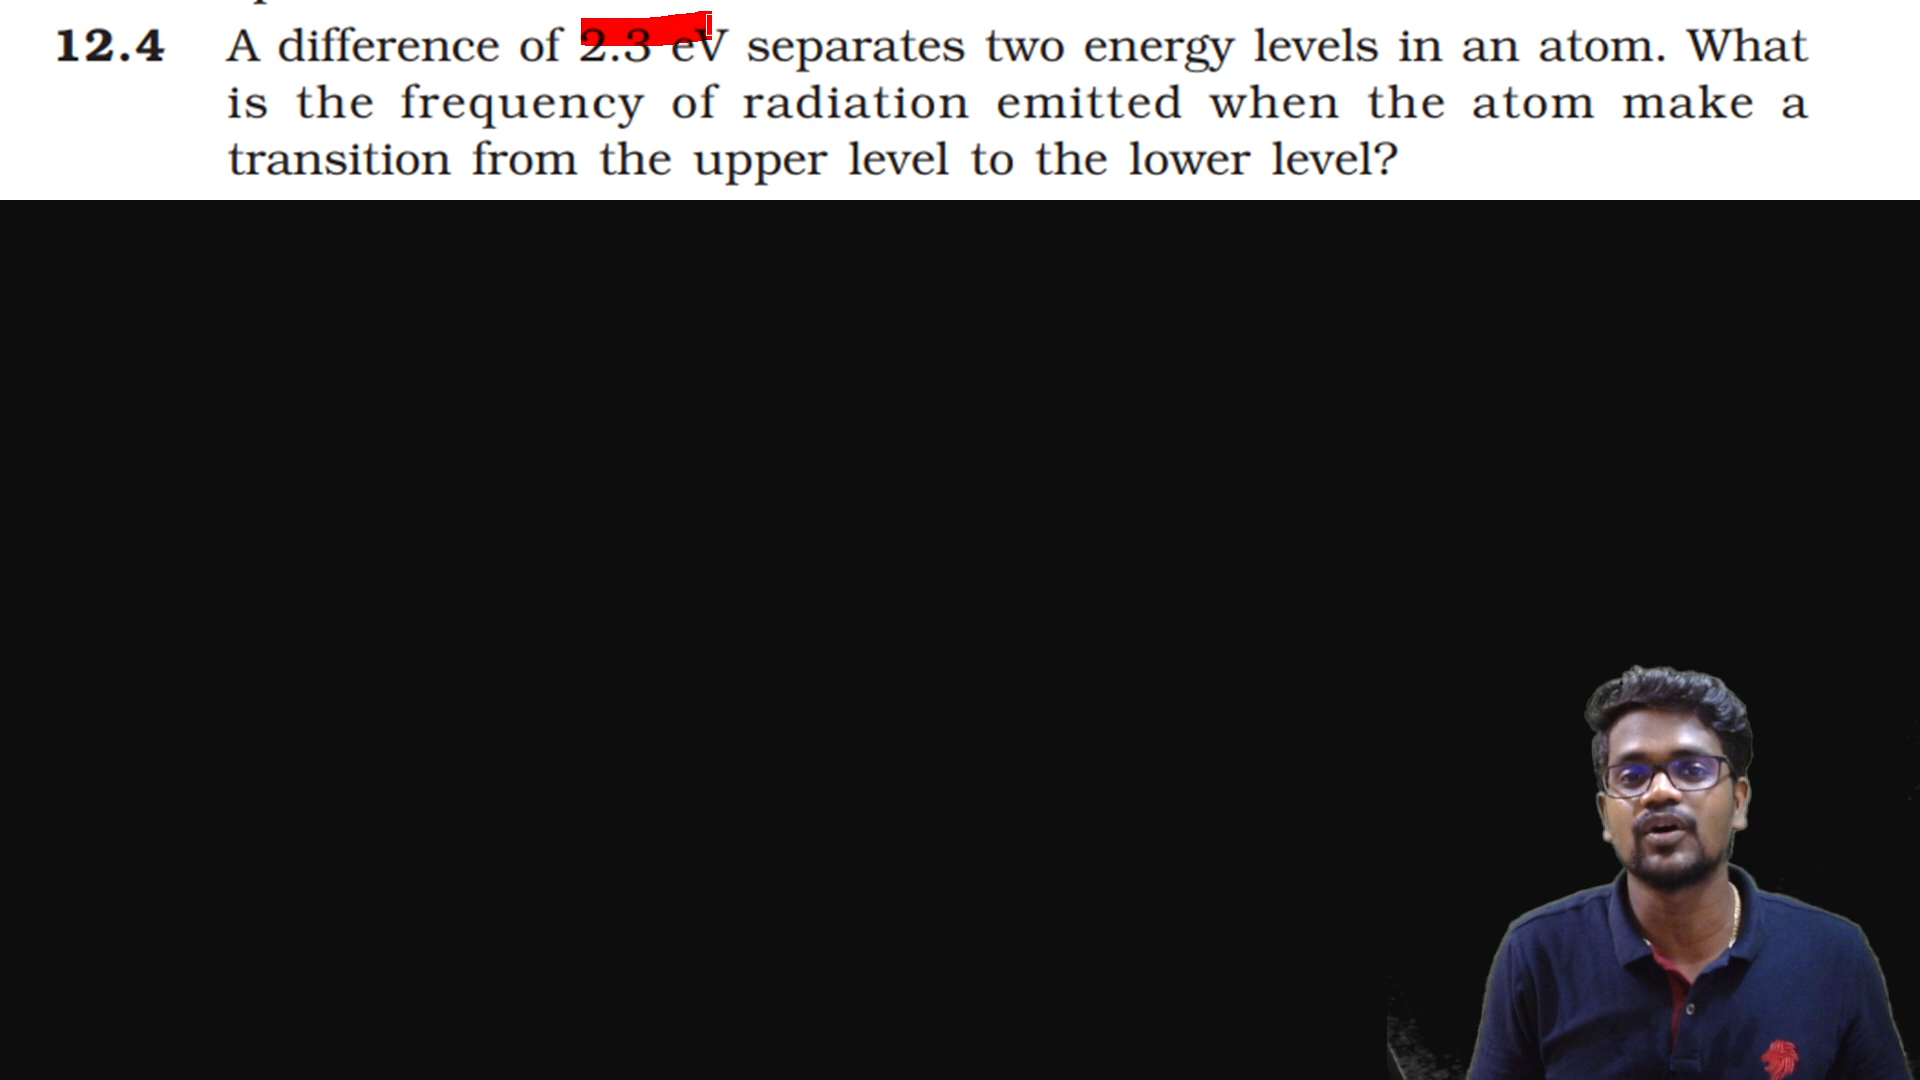 12.4 A difference of 2.3 eV separates two energy levels in an atom. What
is the frequency of radiation emitted when the atom make a
transition from the upper level to the lower level?